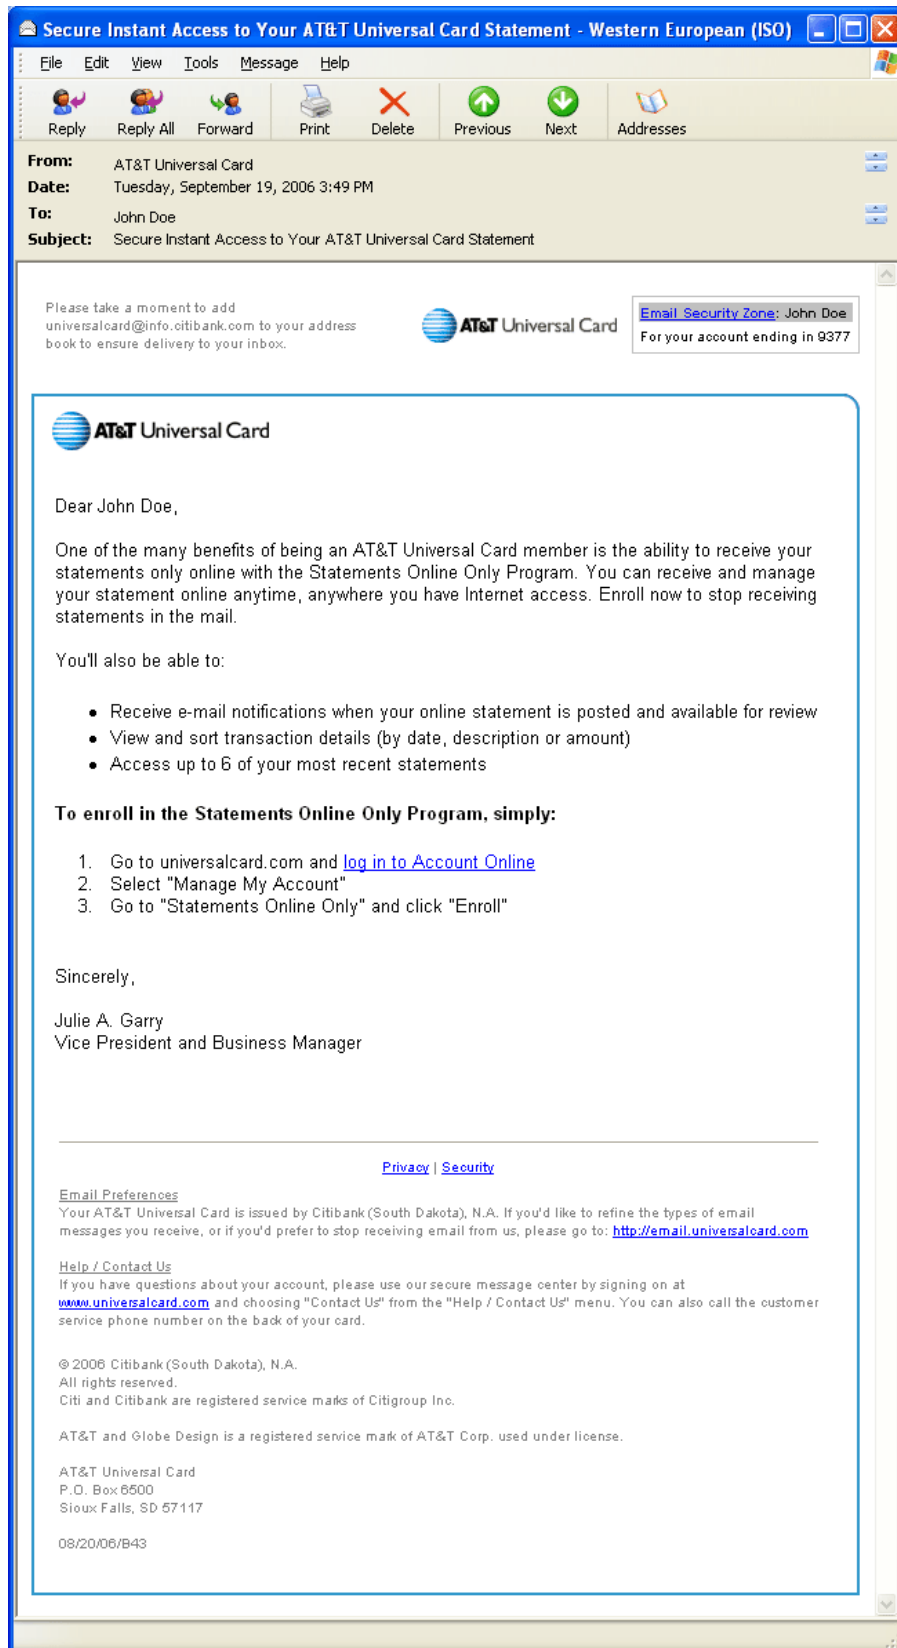 Secure Instant Access to Your AT&T Universal Card Statement - Western European (ISO)
File Edit View Tools Message Help
Reply Reply All Forward Print Delete Previous Next Addresses
From: AT&T Universal Card
Date: Tuesday, September 19, 2006 3:49 PM
To: John Doe
Subject: Secure Instant Access to Your AT&T Universal Card Statement
Please take a moment to add
universalcard@info.citibank.com to your address
book to ensure delivery to your inbox.
AT&T Universal Card
Email Security Zone: John Doe
For your account ending in 9377
AT&T Universal Card
Dear John Doe,
One of the many benefits of being an AT&T Universal Card member is the ability to receive your
statements only online with the Statements Online Only Program. You can receive and manage
your statement online anytime, anywhere you have Internet access. Enroll now to stop receiving
statements in the mail.
You'll also be able to:
• Receive e-mail notifications when your online statement is posted and available for review
• View and sort transaction details (by date, description or amount)
• Access up to 6 of your most recent statements
To enroll in the Statements Online Only Program, simply:
1. Go to universalcard.com and log in to Account Online
2. Select "Manage My Account"
3. Go to "Statements Online Only" and click "Enroll"
Sincerely,
Julie A. Garry
Vice President and Business Manager
Privacy | Security
Email Preferences
Your AT&T Universal Card is issued by Citibank (South Dakota), N.A. If you'd like to refine the types of email
messages you receive, or if you'd prefer to stop receiving email from us, please go to: http://email.universalcard.com
Help / Contact Us
If you have questions about your account, please use our secure message center by signing on at
www.universalcard.com and choosing "Contact Us" from the "Help / Contact Us" menu. You can also call the customer
service phone number on the back of your card.
© 2006 Citibank (South Dakota), N.A.
All rights reserved.
Citi and Citibank are registered service marks of Citigroup Inc.
AT&T and Globe Design is a registered service mark of AT&T Corp. used under license.
AT&T Universal Card
P.O. Box 6500
Sioux Falls, SD 57117
08/20/06/B43